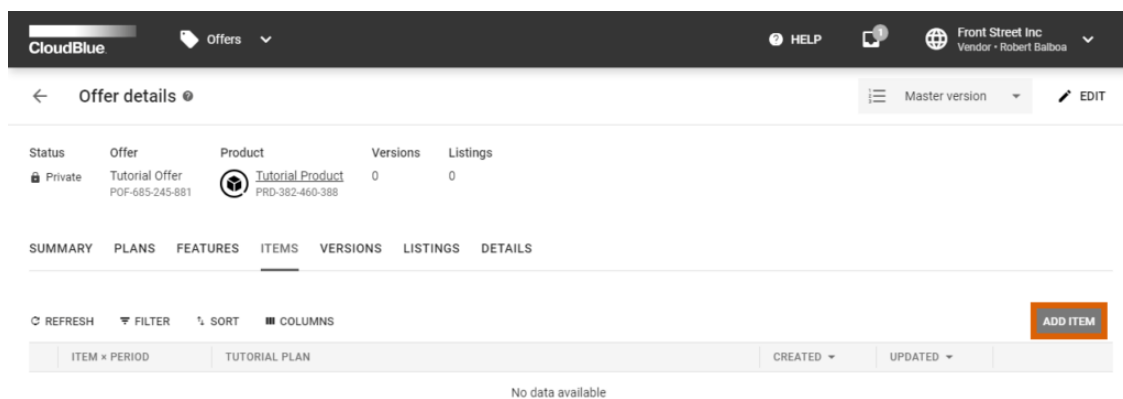 CloudBlue. Offers HELP 1 Front Street Inc
Vendor • Robert Balboa
Offer details Master version EDIT
Status Offer Product Versions Listings
Private Tutorial Offer Tutorial Product 0 0
POF-685-245-881 PRD-382-460-388
SUMMARY PLANS FEATURES ITEMS VERSIONS LISTINGS DETAILS
REFRESH FILTER SORT COLUMNS ADD ITEM
ITEM × PERIOD TUTORIAL PLAN CREATED UPDATED
No data available